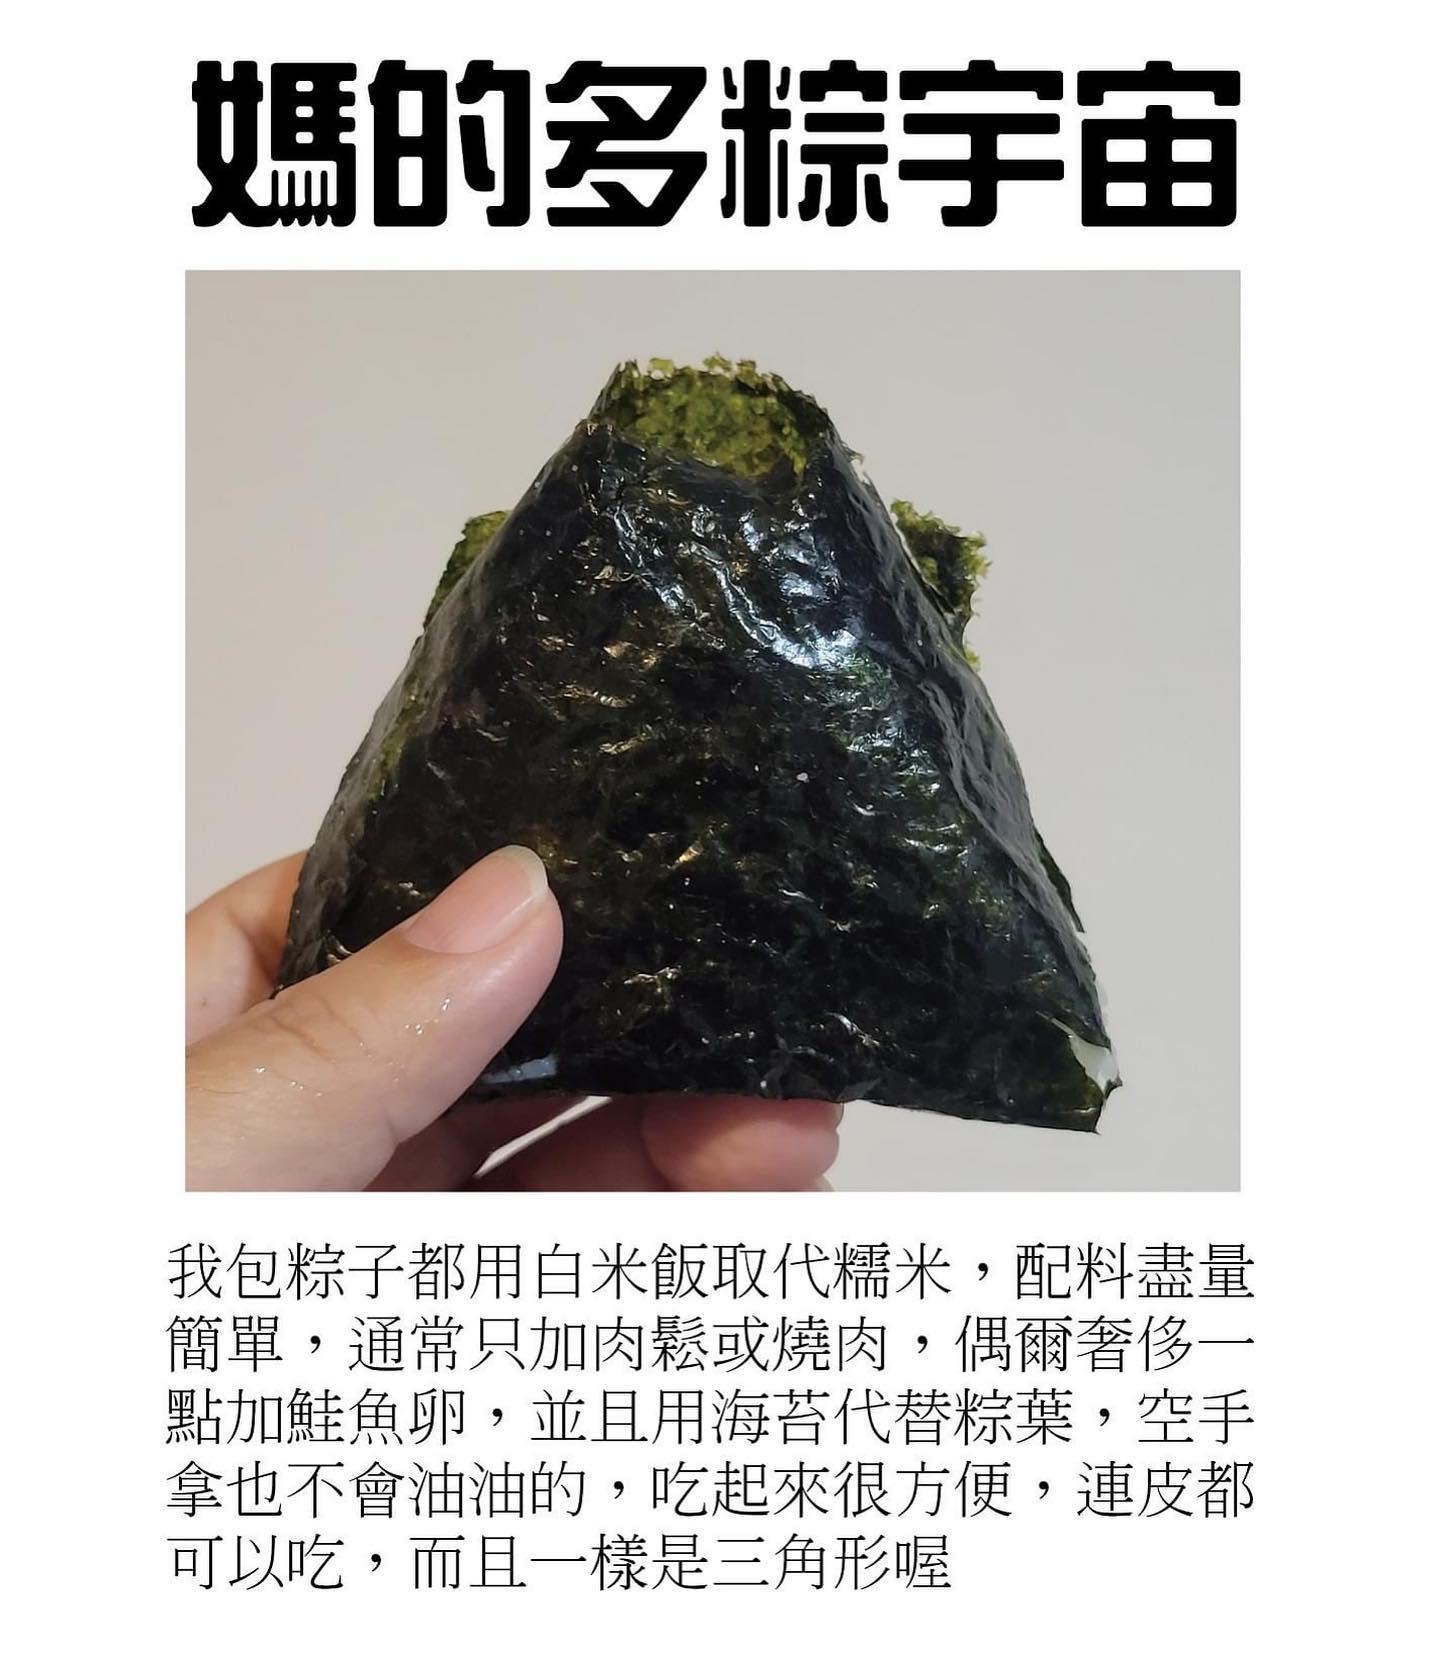 媽的多粽宇宙
我包粽子都用白米飯取代糯米，配料盡量
簡單，通常只加肉鬆或燒肉，偶爾奢侈一
點加鮭魚卵，並且用海苔代替粽葉，空手
拿也不會油油的，吃起來很方便，連皮都
可以吃，而且一樣是三角形喔